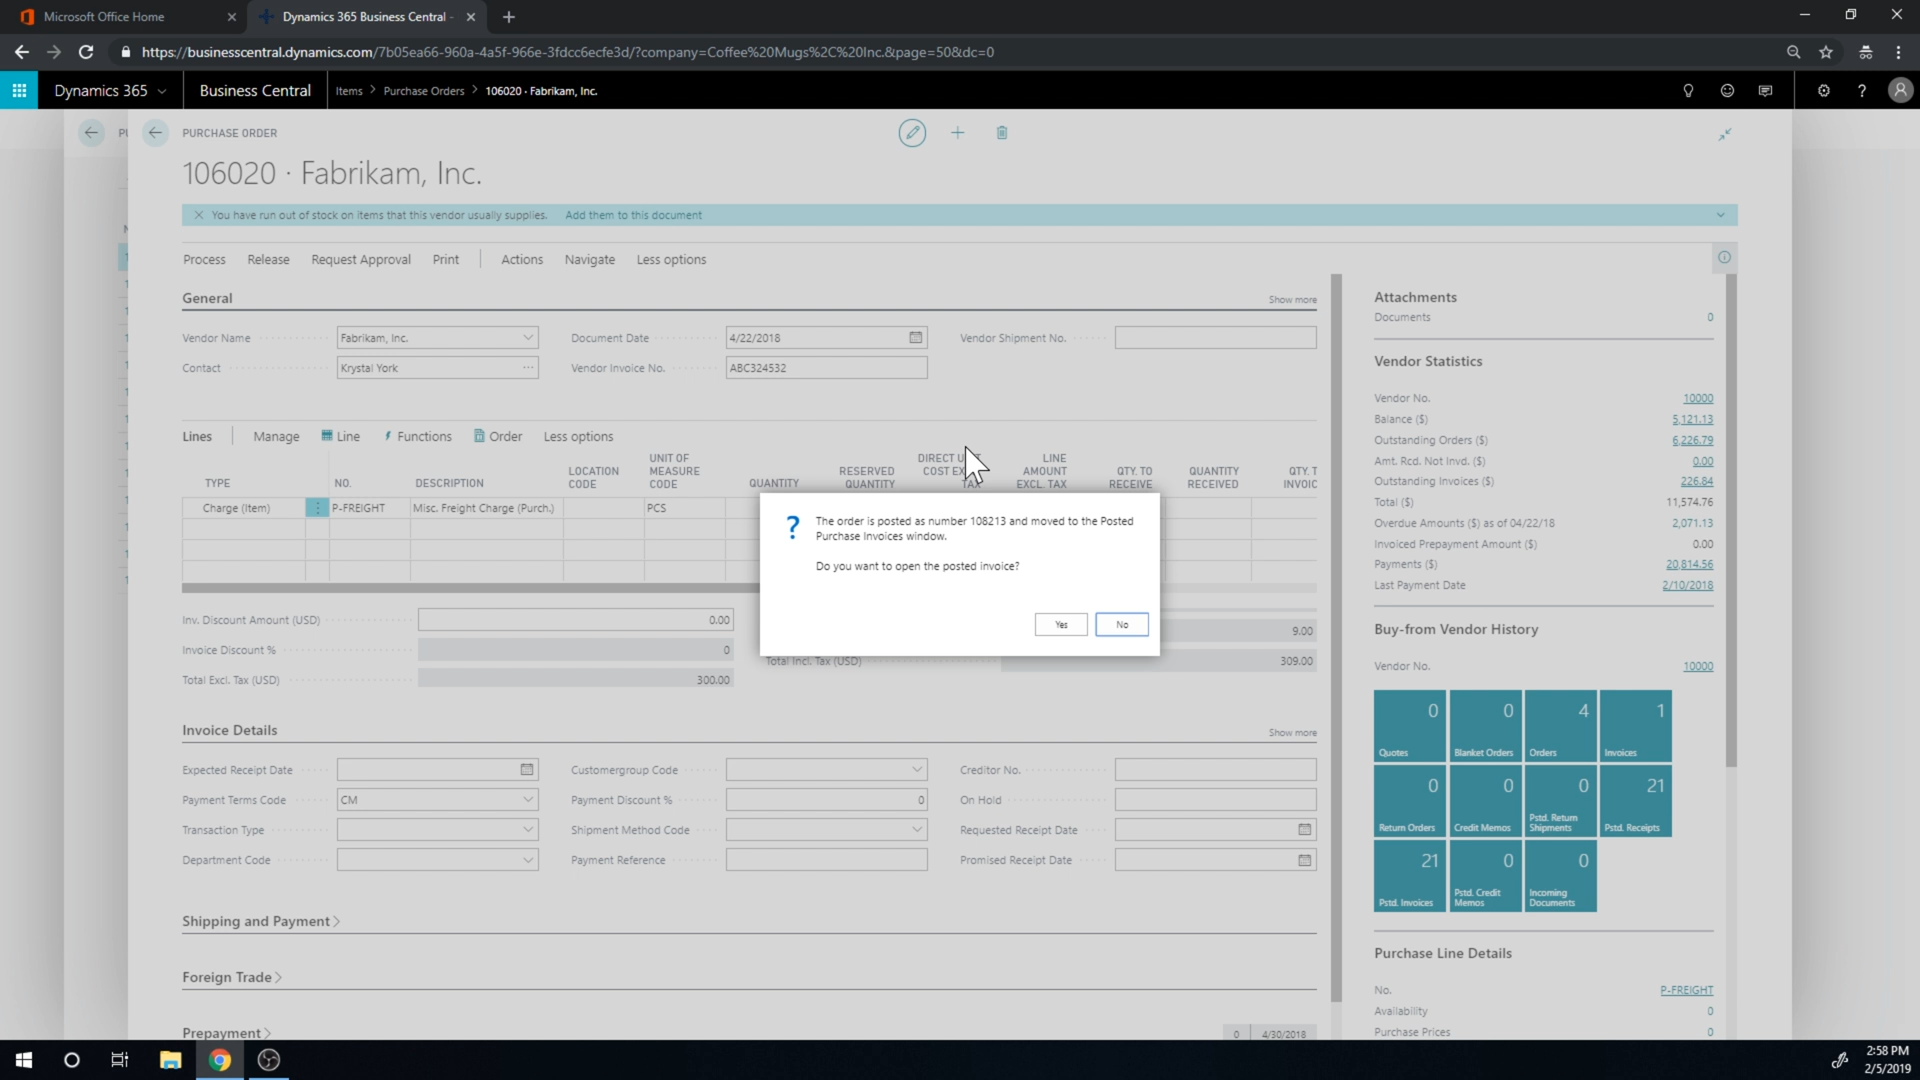 Microsoft Office Home
Dynamics 365 Business Central -
https://businesscentral.dynamics.com/7b05ea66-960a-4a5f-966e-3fdcc6ecfe3d/?company=Coffee%20Mugs%2C%20Inc.&page=50&dc=0
Dynamics 365
Business Central
Items > Purchase Orders > 106020 · Fabrikam, Inc.
PURCHASE ORDER
106020 · Fabrikam, Inc.
You have run out of stock on items that this vendor usually supplies. Add them to this document
Process Release Request Approval Print Actions Navigate Less options
General
Show more
Vendor Name Fabrikam, Inc. Document Date 4/22/2018 Vendor Shipment No.
Contact Krystal York Vendor Invoice No. ABC324532
Lines Manage Line Functions Order Less options
TYPE NO. DESCRIPTION LOCATION CODE UNIT OF MEASURE CODE QUANTITY RESERVED QUANTITY DIRECT TAX LINE AMOUNT EXCL. TAX QTY. TO RECEIVE QUANTITY RECEIVED QTY. T INVOIC
Charge (Item) P-FREIGHT Misc. Freight Charge (Purch.) PCS
The order is posted as number 108213 and moved to the Posted
Purchase Invoices window.
Do you want to open the posted invoice?
Yes No
Inv. Discount Amount (USD) 0.00
Invoice Discount % 0 9.00
Total Excl. Tax (USD) 300.00
Total Incl. Tax (USD) 309.00
Invoice Details
Show more
Expected Receipt Date Customergroup Code Creditor No.
Payment Terms Code CM Payment Discount % 0 On Hold
Transaction Type Shipment Method Code Requested Receipt Date
Department Code Payment Reference Promised Receipt Date
Shipping and Payment >
Foreign Trade >
Prepayment > 0 4/30/2018
Attachments
Documents 0
Vendor Statistics
Vendor No. 10000
Balance ($) 5,121.13
Outstanding Orders ($) 6,226.79
Amt. Rcd. Not Invd. ($) 0.00
Outstanding Invoices ($) 226.84
Total ($) 11,574.76
Overdue Amounts ($) as of 04/22/18 2,071.13
Invoiced Prepayment Amount ($) 0.00
Payments ($) 20,814.56
Last Payment Date 2/10/2018
Buy-from Vendor History
Vendor No. 10000
0 Quotes
0 Blanket Orders
4 Orders
1 Invoices
0 Return Orders
0 Credit Memos
0 Pstd. Return Shipments
21 Pstd. Receipts
21 Pstd. Invoices
0 Pstd. Credit Memos
0 Incoming Documents
Purchase Line Details
No. P-FREIGHT
Availability 0
Purchase Prices 0
2:58 PM
2/5/2019